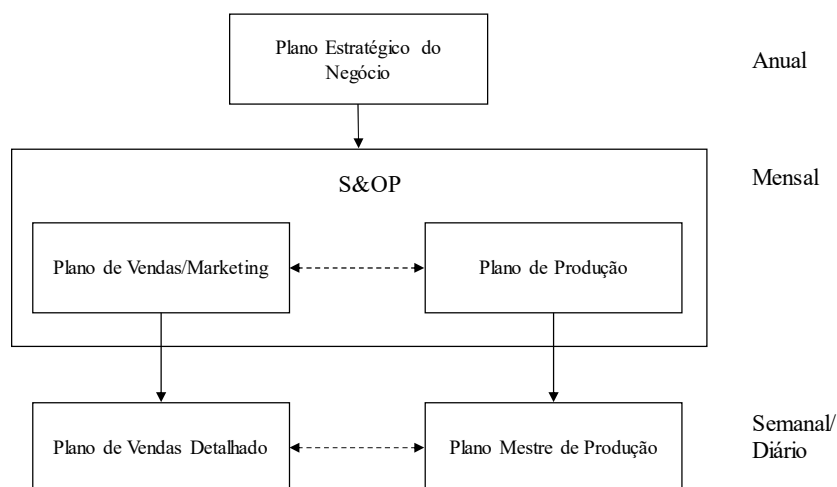 Plano Estratégico do
Negócio
Anual
S&OP
Mensal
Plano de Vendas/Marketing
Plano de Produção
Plano de Vendas Detalhado
Plano Mestre de Produção
Semanal/
Diário